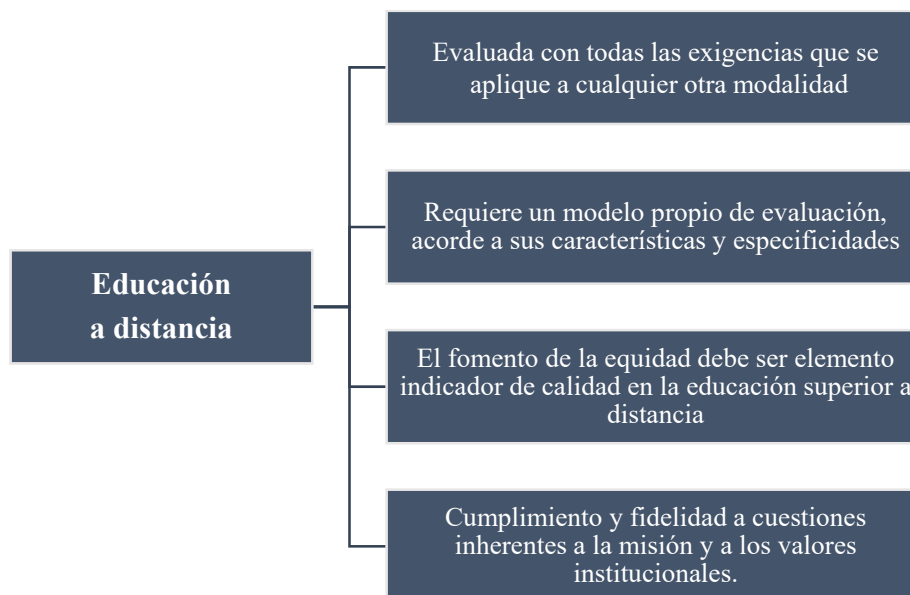 Evaluada con todas las exigencias que se
aplique a cualquier otra modalidad
Requiere un modelo propio de evaluación,
acorde a sus características y especificidades
Educación
a distancia
El fomento de la equidad debe ser elemento
indicador de calidad en la educación superior a
distancia
Cumplimiento y fidelidad a cuestiones
inherentes a la misión y a los valores
institucionales.